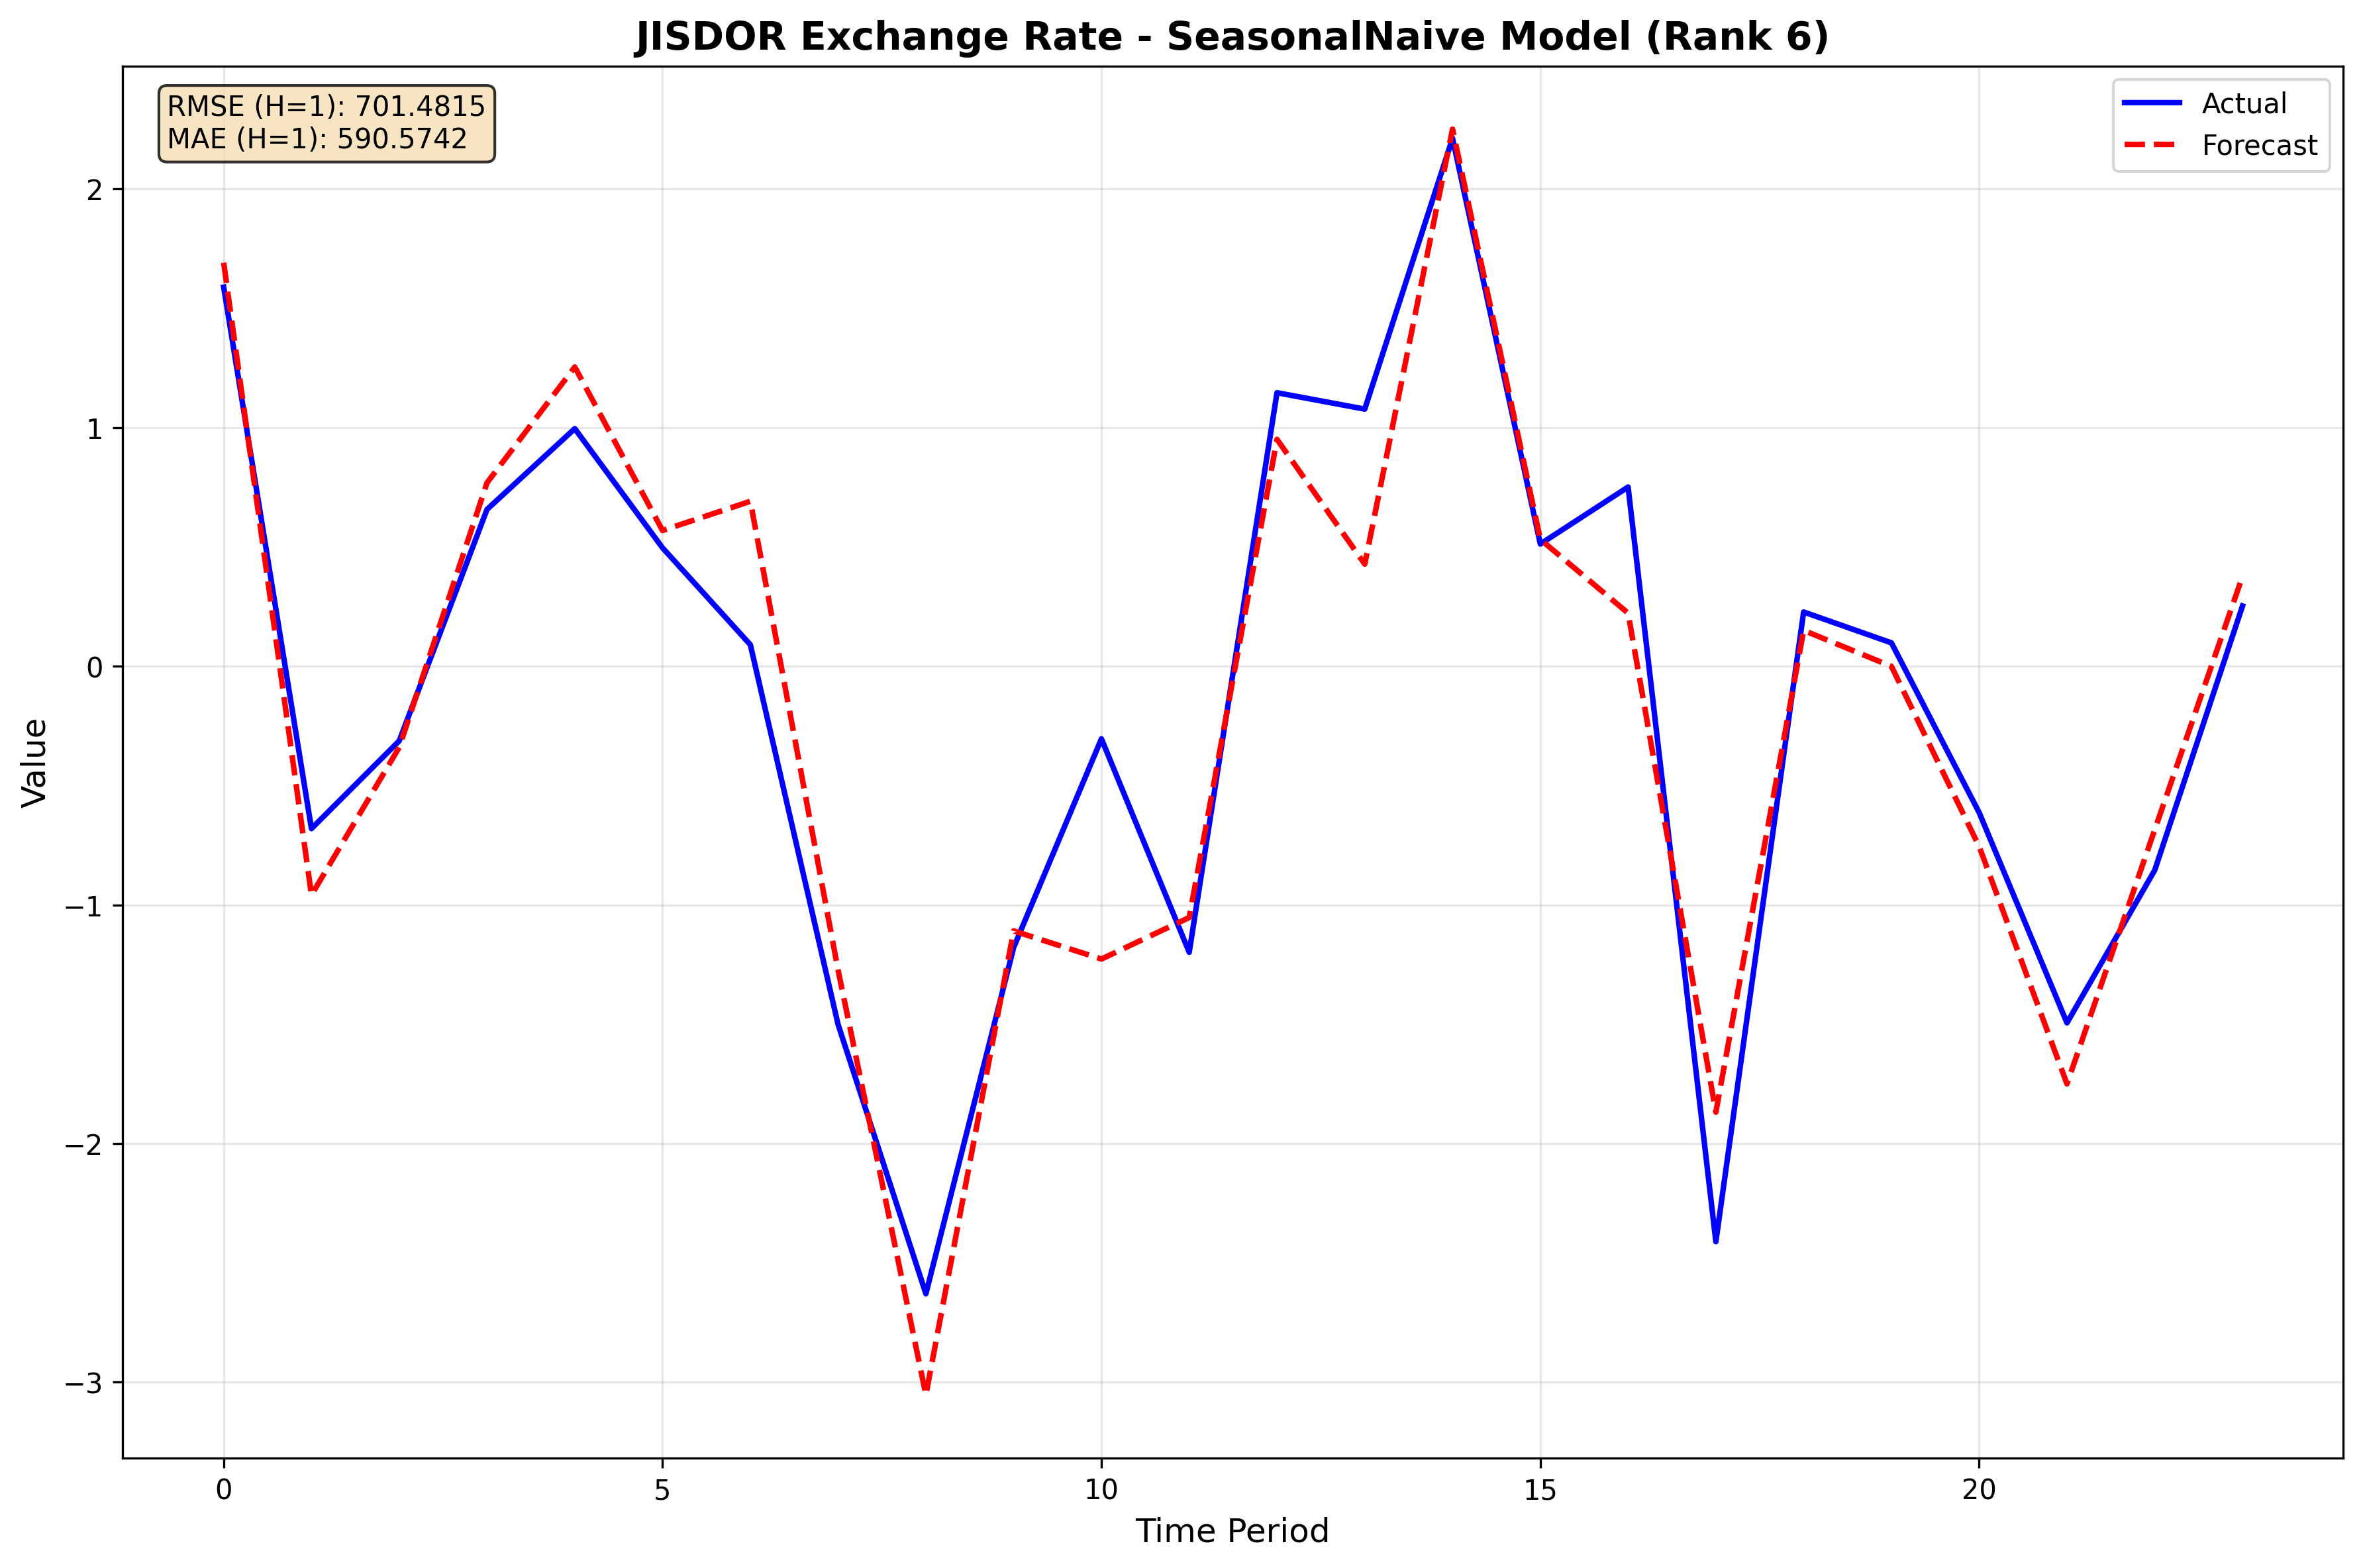 JISDOR Exchange Rate - SeasonalNaive Model (Rank 6)
RMSE (H=1): 701.4815
MAE (H=1): 590.5742
Actual
Forecast
2
1
0
−1
−2
−3
Value
0
5
10
15
20
Time Period